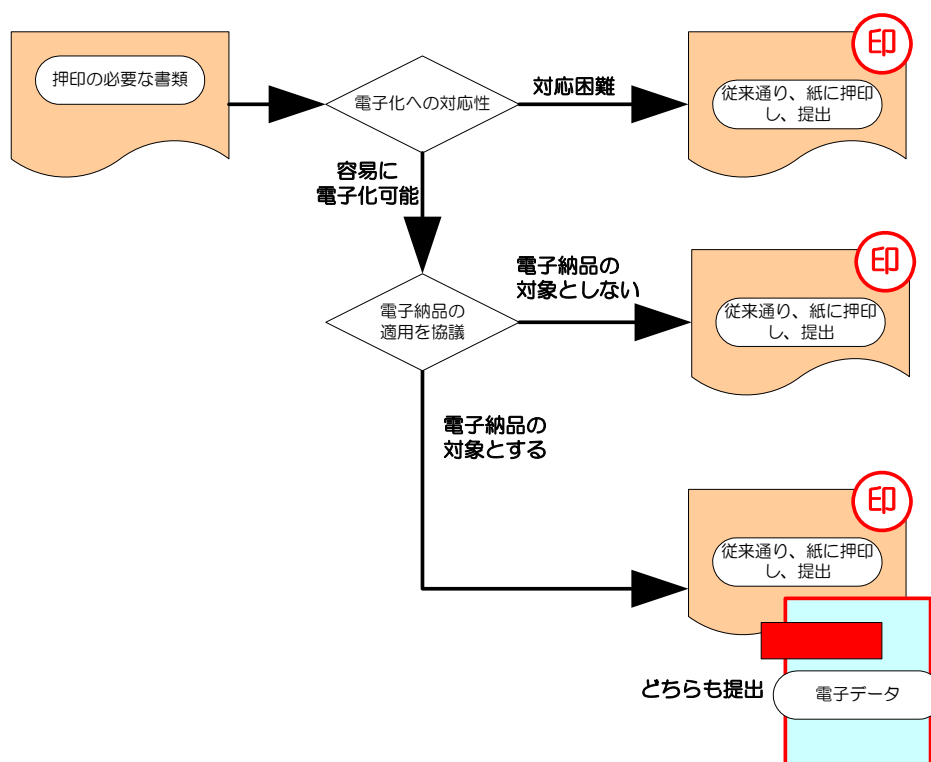 押印の必要な書類
電子化への対応性
対応困難
印
従来通り、紙に押印
し、提出
容易に
電子化可能
電子納品の
適用を協議
電子納品の
対象としない
印
従来通り、紙に押印
し、提出
電子納品の
対象とする
印
従来通り、紙に押印
し、提出
どちらも提出
電子データ